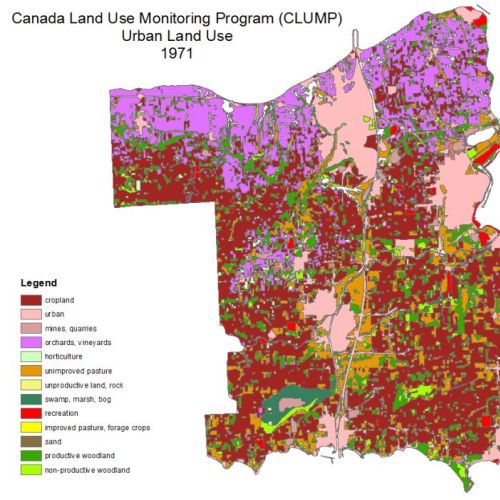 Canada Land Use Monitoring Program (CLUMP)
Urban Land Use
1971
Legend
cropland
urban
mines, quarries
orchards, vineyards
horticulture
unimproved pasture
unproductive land, rock
swamp, marsh, bog
recreation
improved pasture, forage crops
sand
productive woodland
non-productive woodland